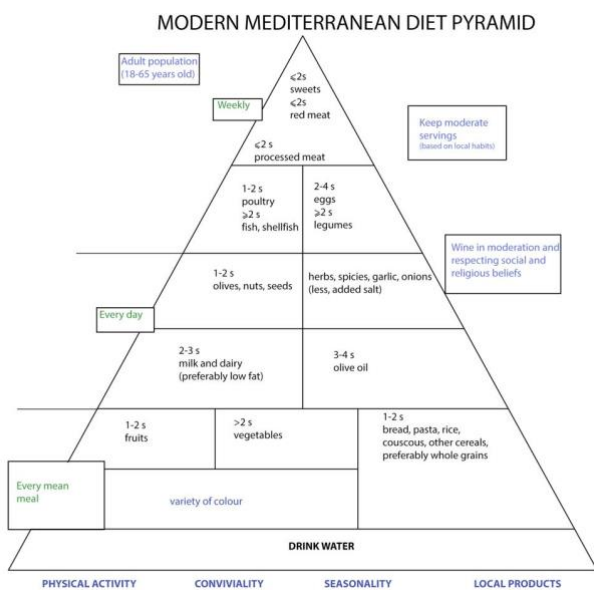 MODERN MEDITERRANEAN DIET PYRAMID
Adult population
(18-65 years old)
⩽2s
sweets
⩽2s
red meat
Weekly
Keep moderate
servings
(based on local habits)
⩽2 s
processed meat
1-2 s
poultry
⩾2s
fish, shellfish
2-4 s
eggs
⩾2s
legumes
Wine in moderation and
respecting social and
religious beliefs
1-2 s
olives, nuts, seeds
herbs, spicies, garlic, onions
(less, added salt)
Every day
2-3 s
milk and dairy
(preferably low fat)
3-4 s
olive oil
1-2 s
fruits
>2 s
vegetables
1-2 s
bread, pasta, rice,
couscous, other cereals,
preferably whole grains
Every mean
meal
variety of colour
DRINK WATER
PHYSICAL ACTIVITY CONVIVIALITY SEASONALITY LOCAL PRODUCTS